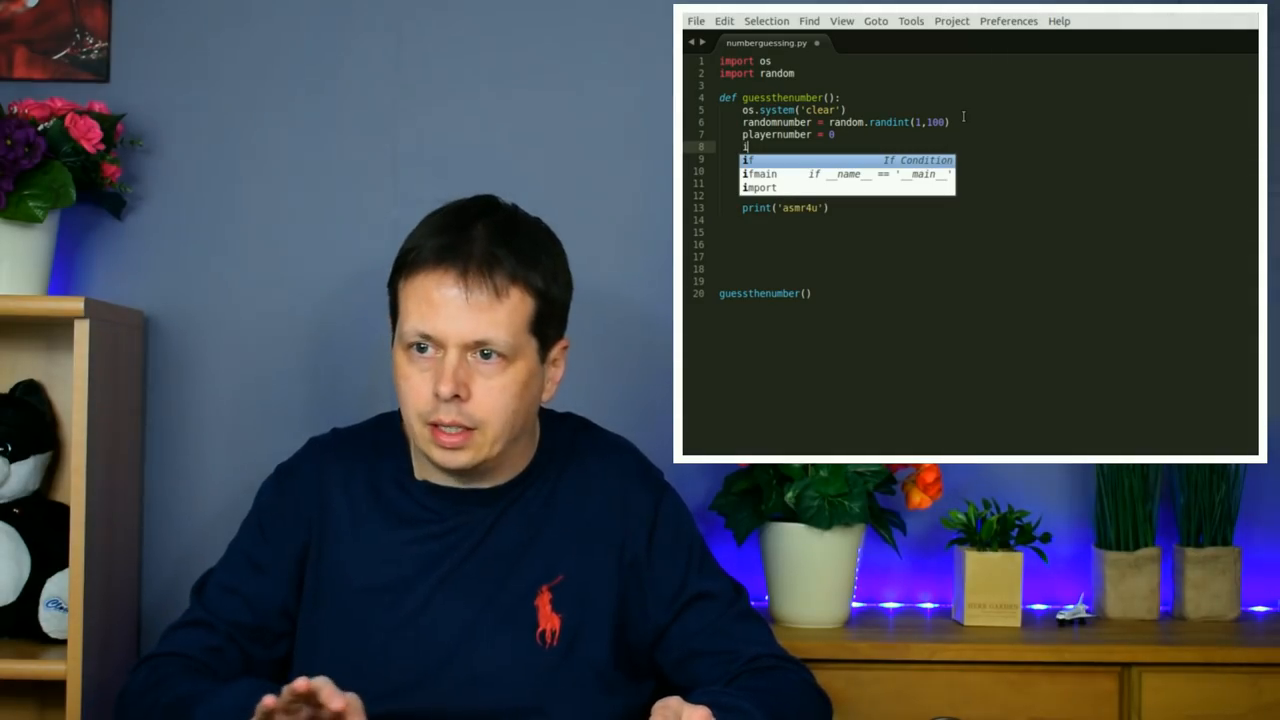 File Edit Selection Find View Goto Tools Project Preferences Help
numberguessing.py
1 import os
2 import random
3
4 def guessthenumber():
5 os.system('clear')
6 randomnumber = random.randint(1,100)
7 playernumber = 0
8 i
9 if If Condition
10 ifmain if __name__ == '__main__'
11 import
12
13 print('asmr4u')
14
15
16
17
18
19
20 guessthenumber()
HERB GARDEN